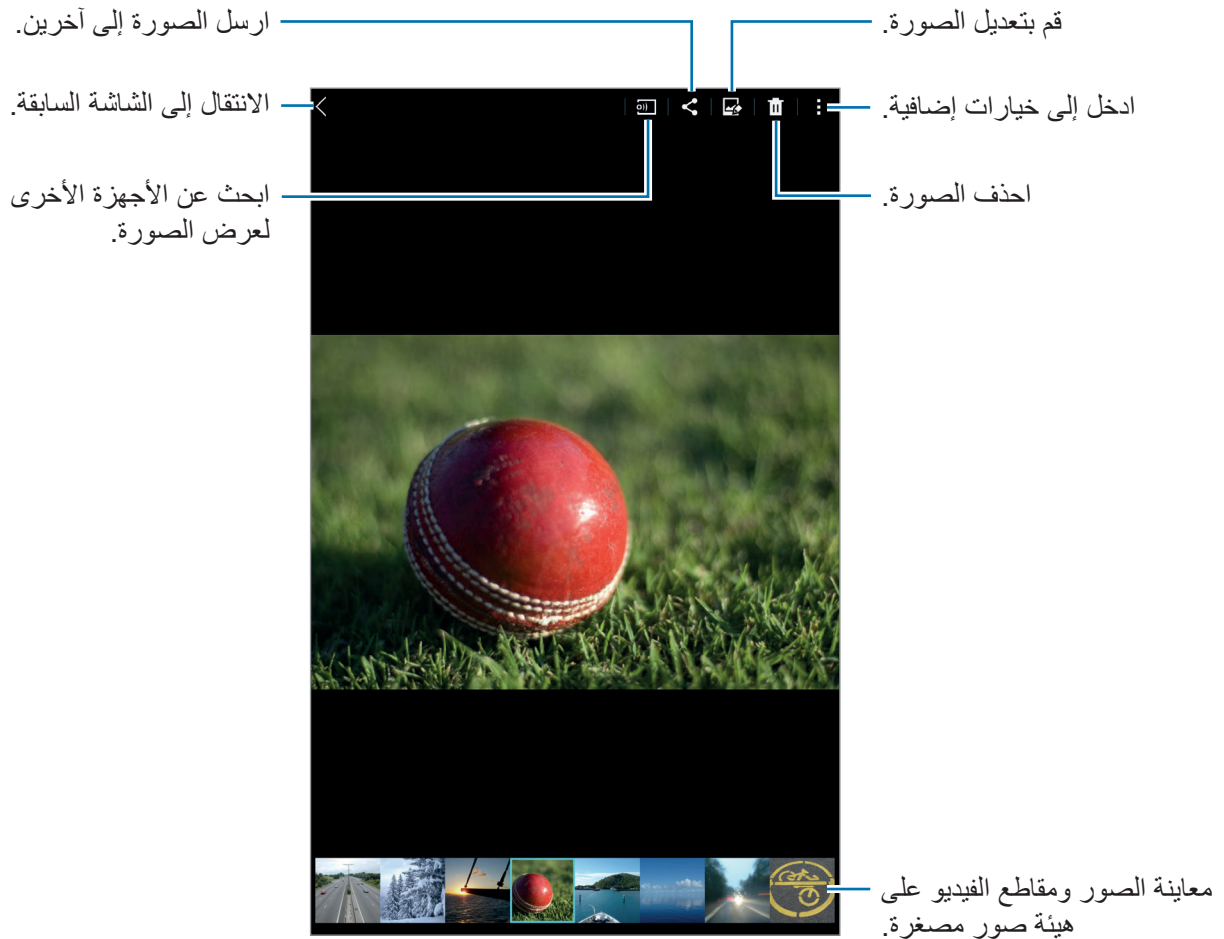 ارسل الصورة إلى آخرين.
قم بتعديل الصورة.
الانتقال إلى الشاشة السابقة.
ادخل إلى خيارات إضافية.
ابحث عن الأجهزة الأخرى
لعرض الصورة.
احذف الصورة.
معاينة الصور ومقاطع الفيديو على
هيئة صور مصغرة.